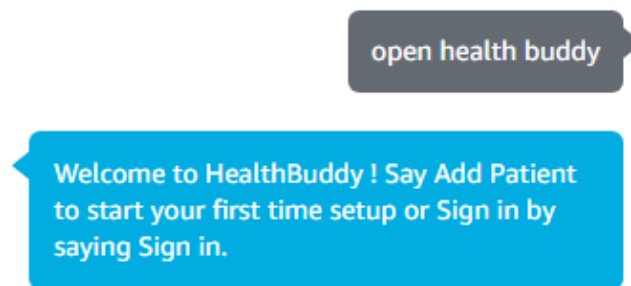 open health buddy
Welcome to HealthBuddy ! Say Add Patient
to start your first time setup or Sign in by
saying Sign in.